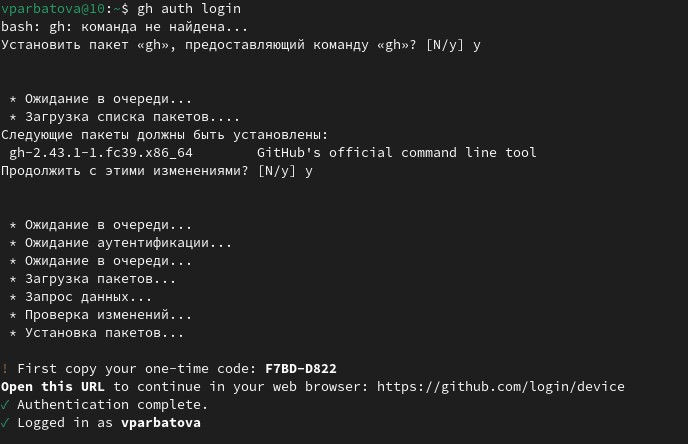 vparbatova@10:~$ gh auth login
bash: gh: команда не найдена...
Установить пакет «gh», предоставляющий команду «gh»? [N/y] y
* Ожидание в очереди...
* Загрузка списка пакетов....
Следующие пакеты должны быть установлены:
gh-2.43.1-1.fc39.x86_64 GitHub's official command line tool
Продолжить с этими изменениями? [N/y] y
* Ожидание в очереди...
* Ожидание аутентификации...
* Ожидание в очереди...
* Загрузка пакетов...
* Запрос данных...
* Проверка изменений...
* Установка пакетов...
! First copy your one-time code: F7BD-D822
Open this URL to continue in your web browser: https://github.com/login/device
✓ Authentication complete.
✓ Logged in as vparbatova